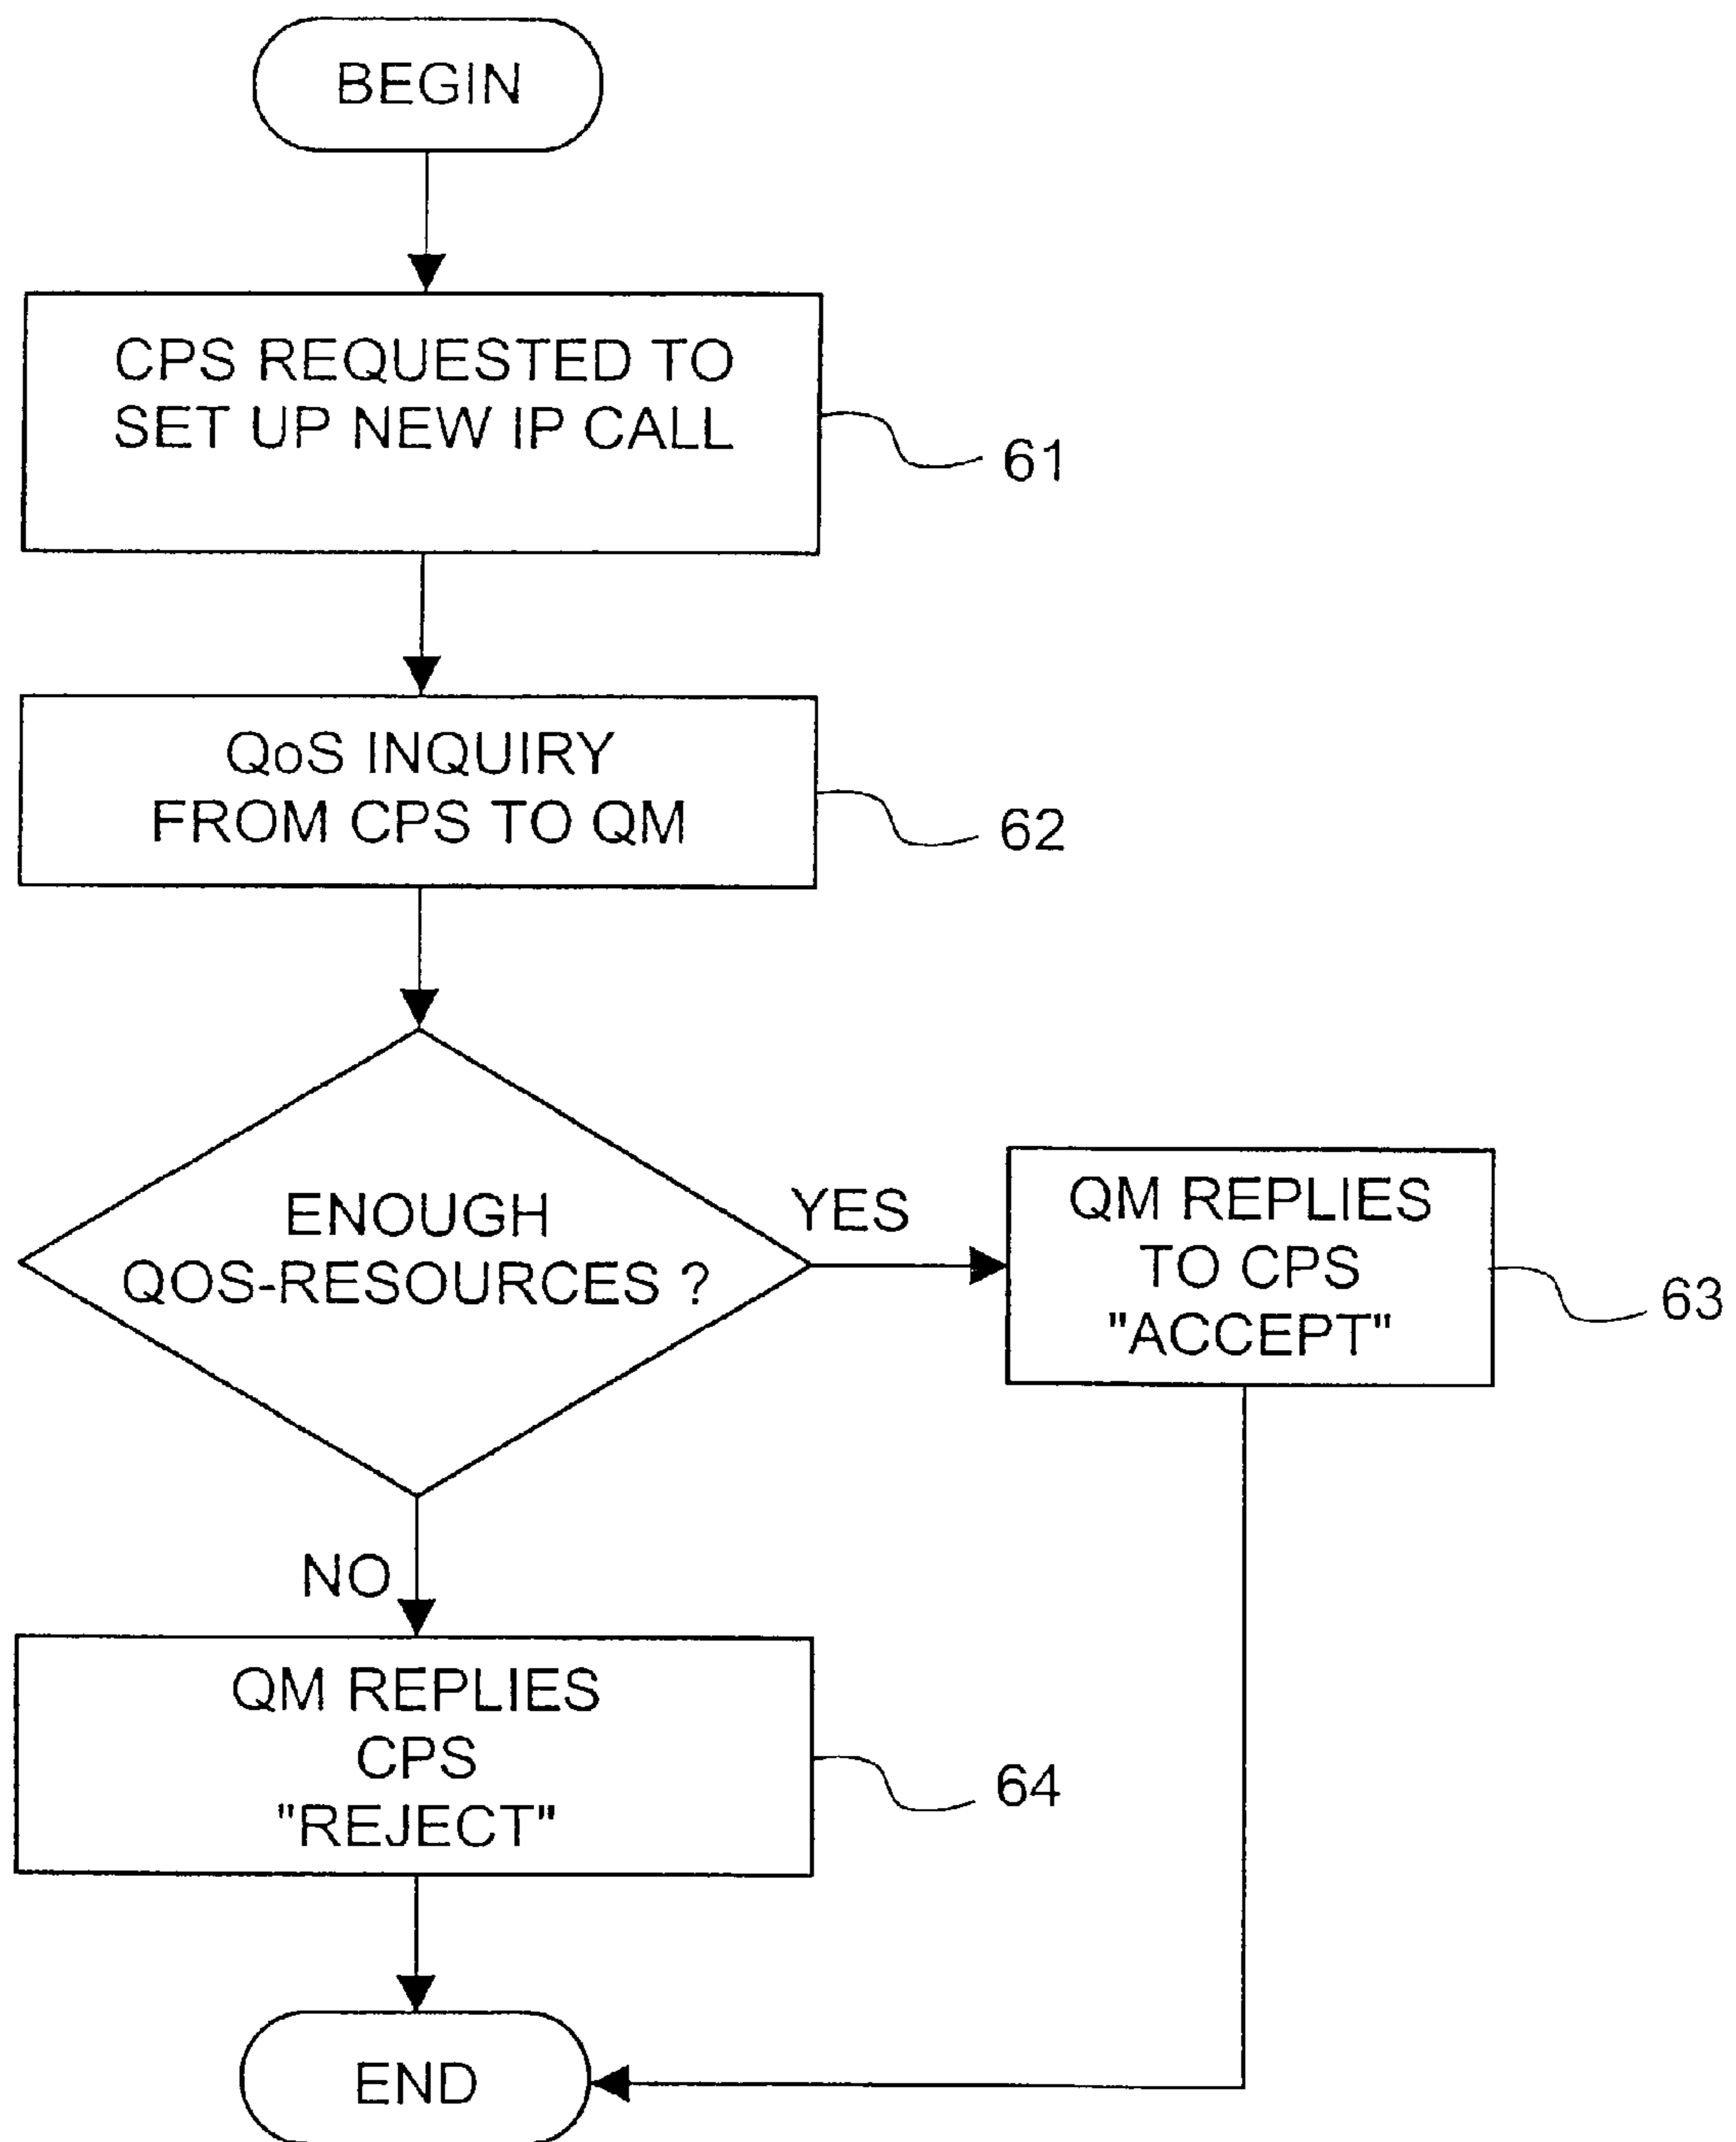 BEGIN
CPS REQUESTED TO
SET UP NEW IP CALL
61
QoS INQUIRY
FROM CPS TO QM
62
ENOUGH
QOS-RESOURCES ?
YES
QM REPLIES
TO CPS
"ACCEPT"
63
NO
QM REPLIES
CPS
"REJECT"
64
END